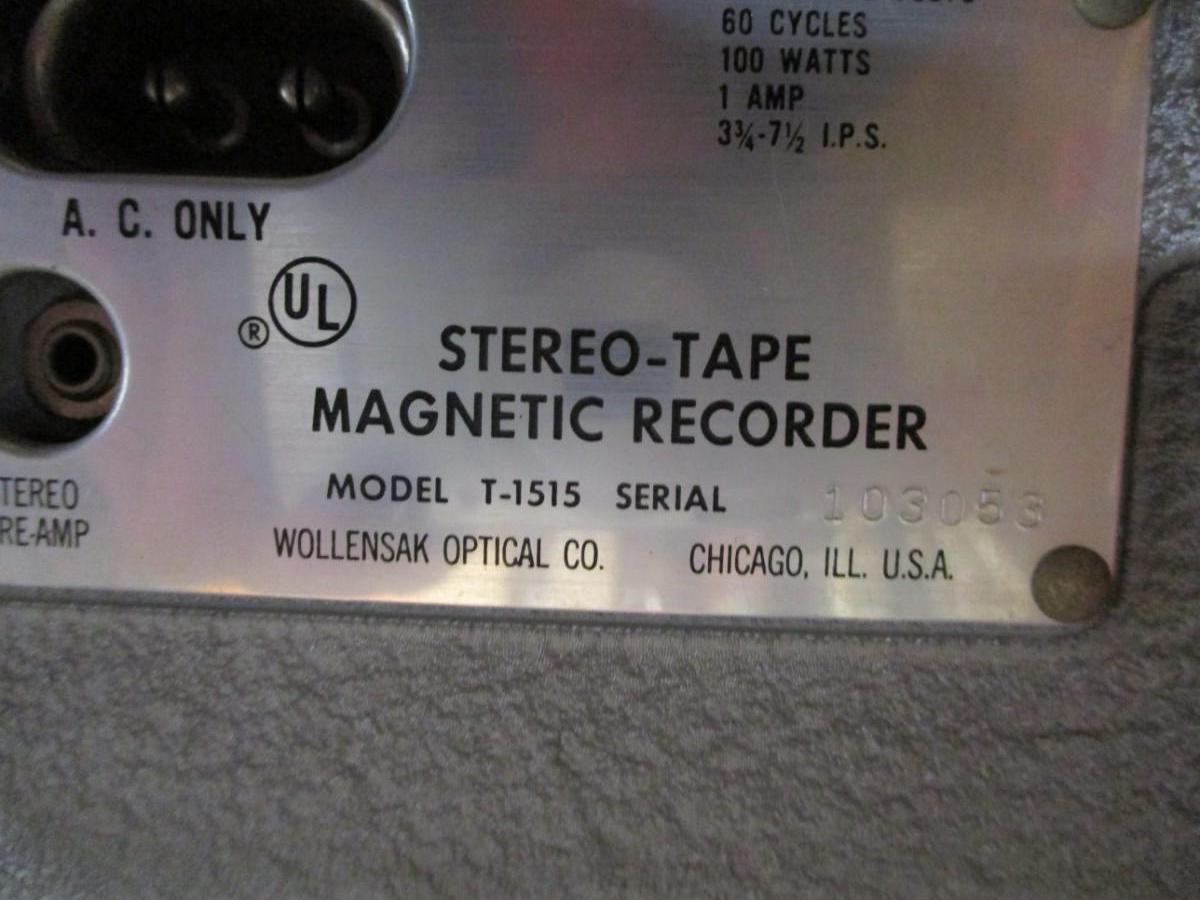 60 CYCLES
100 WATTS
1 AMP
3¾-7½ I.P.S.
A. C. ONLY
® UL
STEREO-TAPE
MAGNETIC RECORDER
MODEL T-1515 SERIAL 103053
TEREO
RE-AMP
WOLLENSAK OPTICAL CO. CHICAGO, ILL. U.S.A.